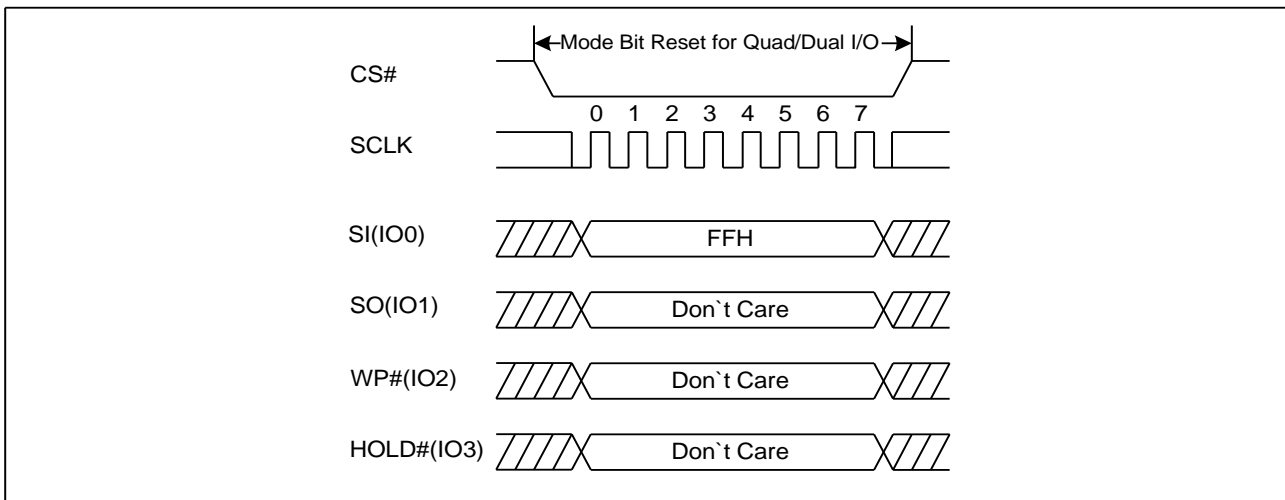 Mode Bit Reset for Quad/Dual I/O
CS#
0 1 2 3 4 5 6 7
SCLK
SI(IO0) FFH
SO(IO1) Don`t Care
WP#(IO2) Don`t Care
HOLD#(IO3) Don`t Care